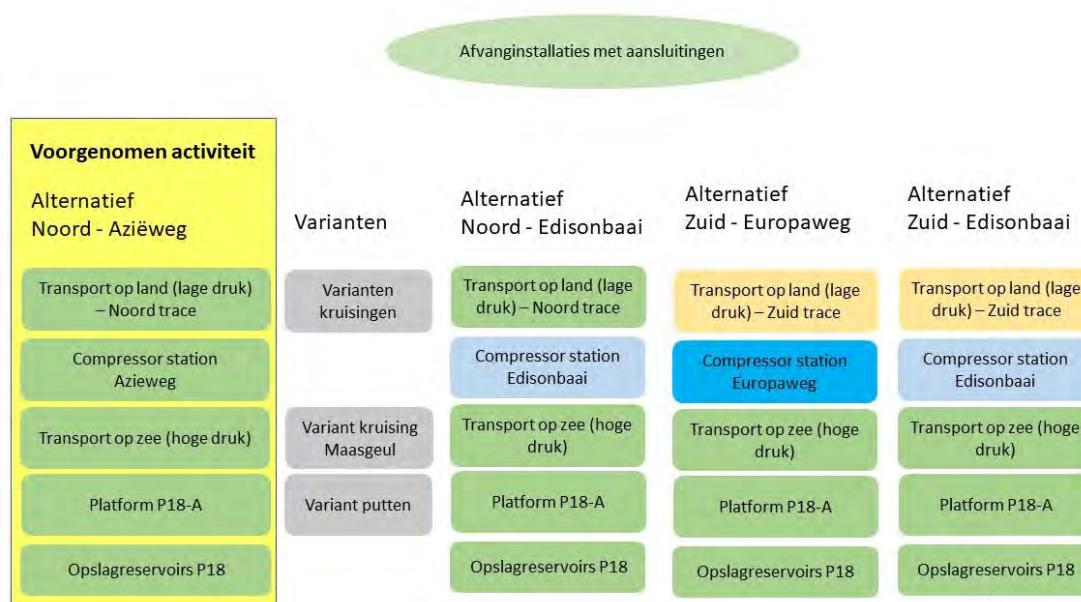 Afvanginstallaties met aansluitingen
Voorgenomen activiteit
Alternatief
Noord - Aziëweg
Varianten
Alternatief
Noord - Edisonbaai
Alternatief
Zuid - Europaweg
Alternatief
Zuid - Edisonbaai
Transport op land (lage druk)
– Noord trace
Varianten
kruisingen
Transport op land (lage
druk) – Noord trace
Transport op land (lage
druk) – Zuid trace
Transport op land (lage
druk) – Zuid trace
Compressor station
Azieweg
Compressor station
Edisonbaai
Compressor station
Europaweg
Compressor station
Edisonbaai
Transport op zee (hoge druk)
Variant kruising
Maasgeul
Transport op zee (hoge
druk)
Transport op zee (hoge
druk)
Transport op zee (hoge
druk)
Platform P18-A
Variant putten
Platform P18-A
Platform P18-A
Platform P18-A
Opslagreservoirs P18
Opslagreservoirs P18
Opslagreservoirs P18
Opslagreservoirs P18